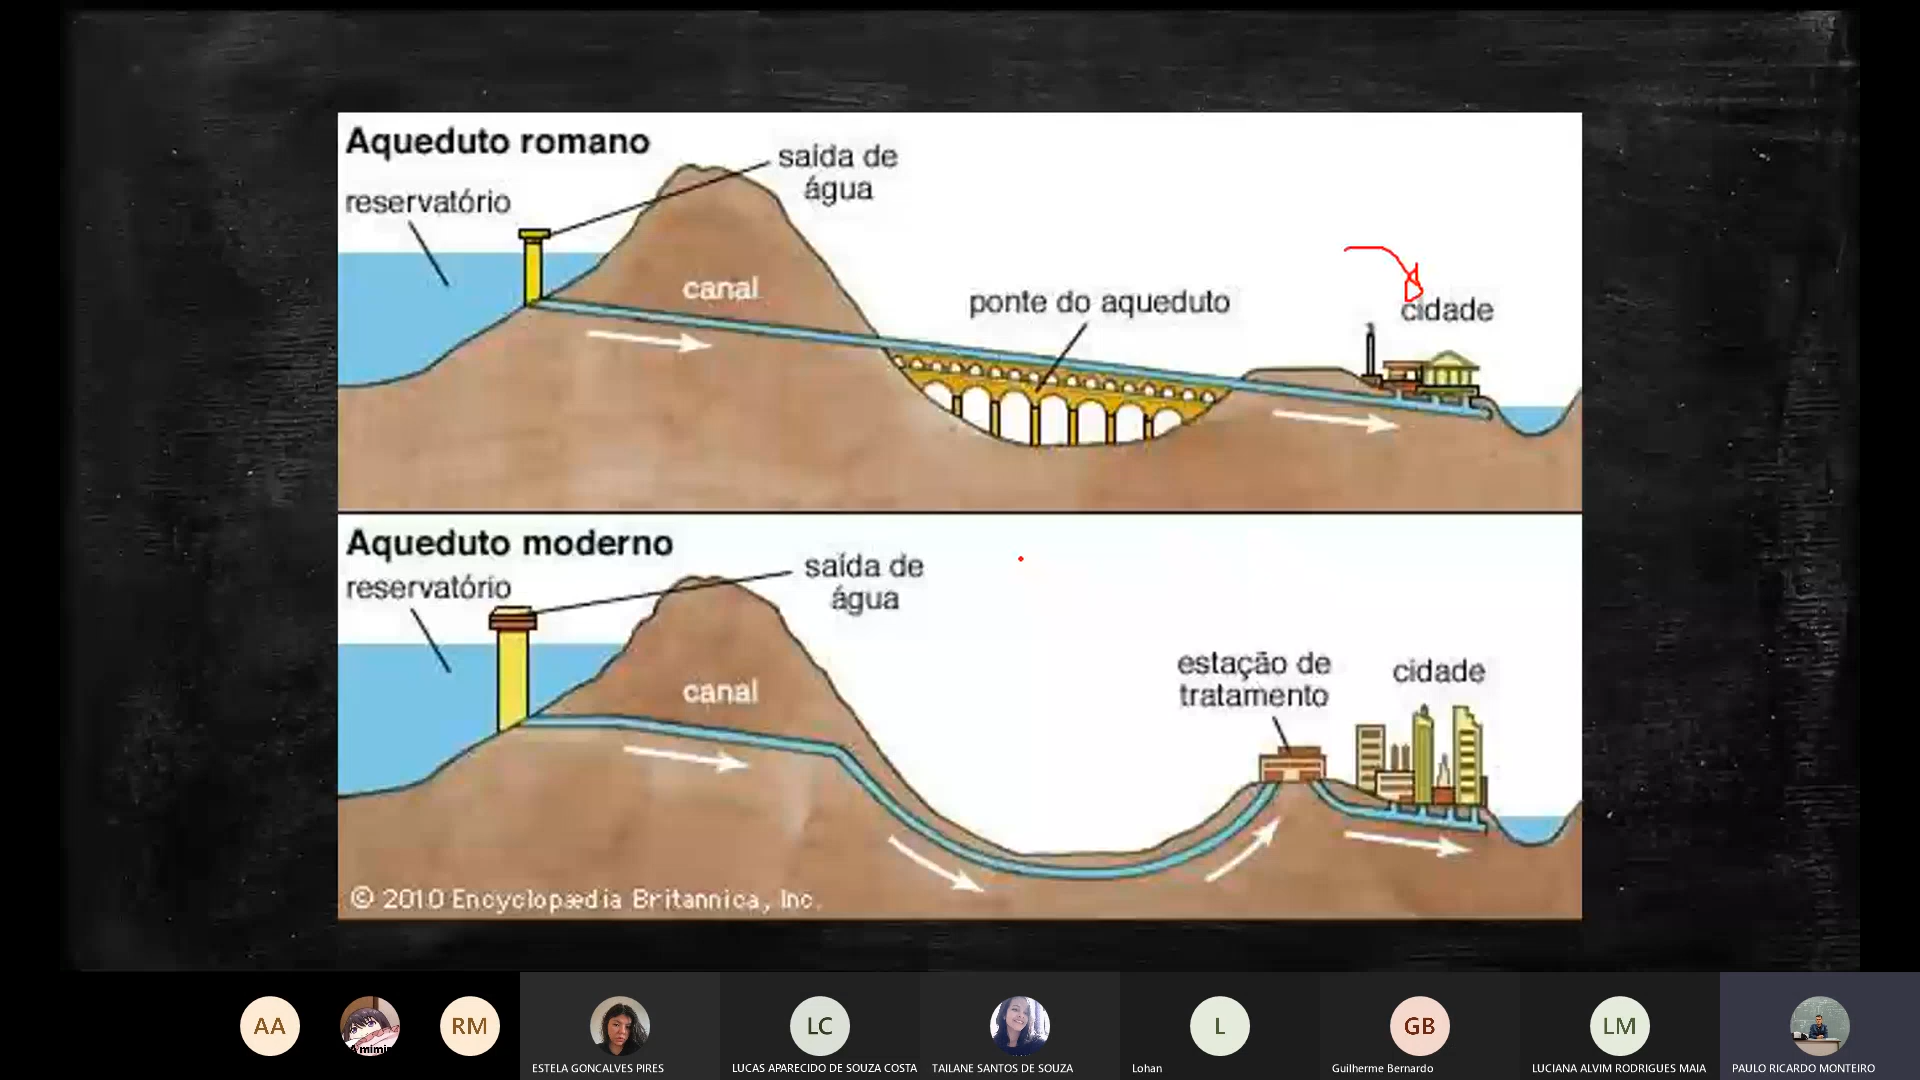 Aqueduto romano
saída de
água
reservatório
canal
ponte do aqueduto
cidade
Aqueduto moderno
saída de
água
reservatório
canal
estação de
tratamento
cidade
© 2010 Encyclopædia Britannica, Inc.
AA
A mimir
RM
LC
L
GB
LM
ESTELA GONCALVES PIRES
LUCAS APARECIDO DE SOUZA COSTA
TAILANE SANTOS DE SOUZA
Lohan
Guilherme Bernardo
LUCIANA ALVIM RODRIGUES MAIA
PAULO RICARDO MONTEIRO